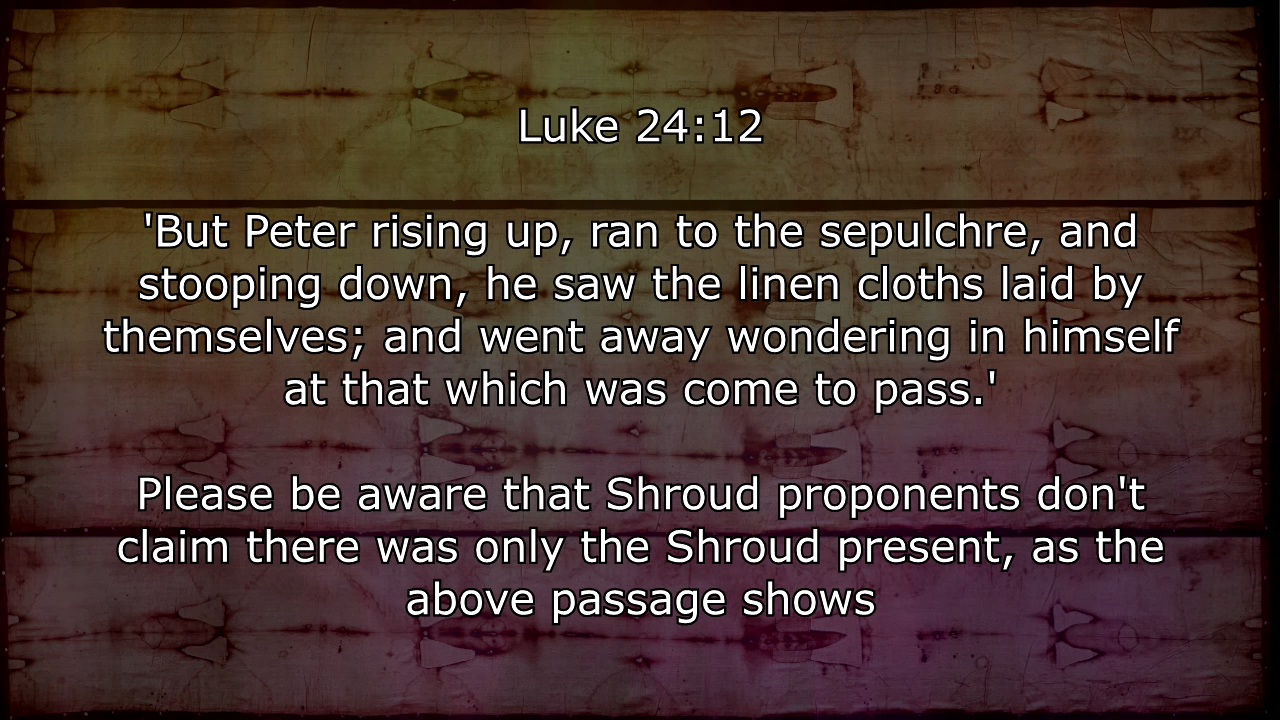 Luke 24:12
'But Peter rising up, ran to the sepulchre, and
stooping down, he saw the linen cloths laid by
themselves; and went away wondering in himself
at that which was come to pass.'
Please be aware that Shroud proponents don't
claim there was only the Shroud present, as the
above passage shows